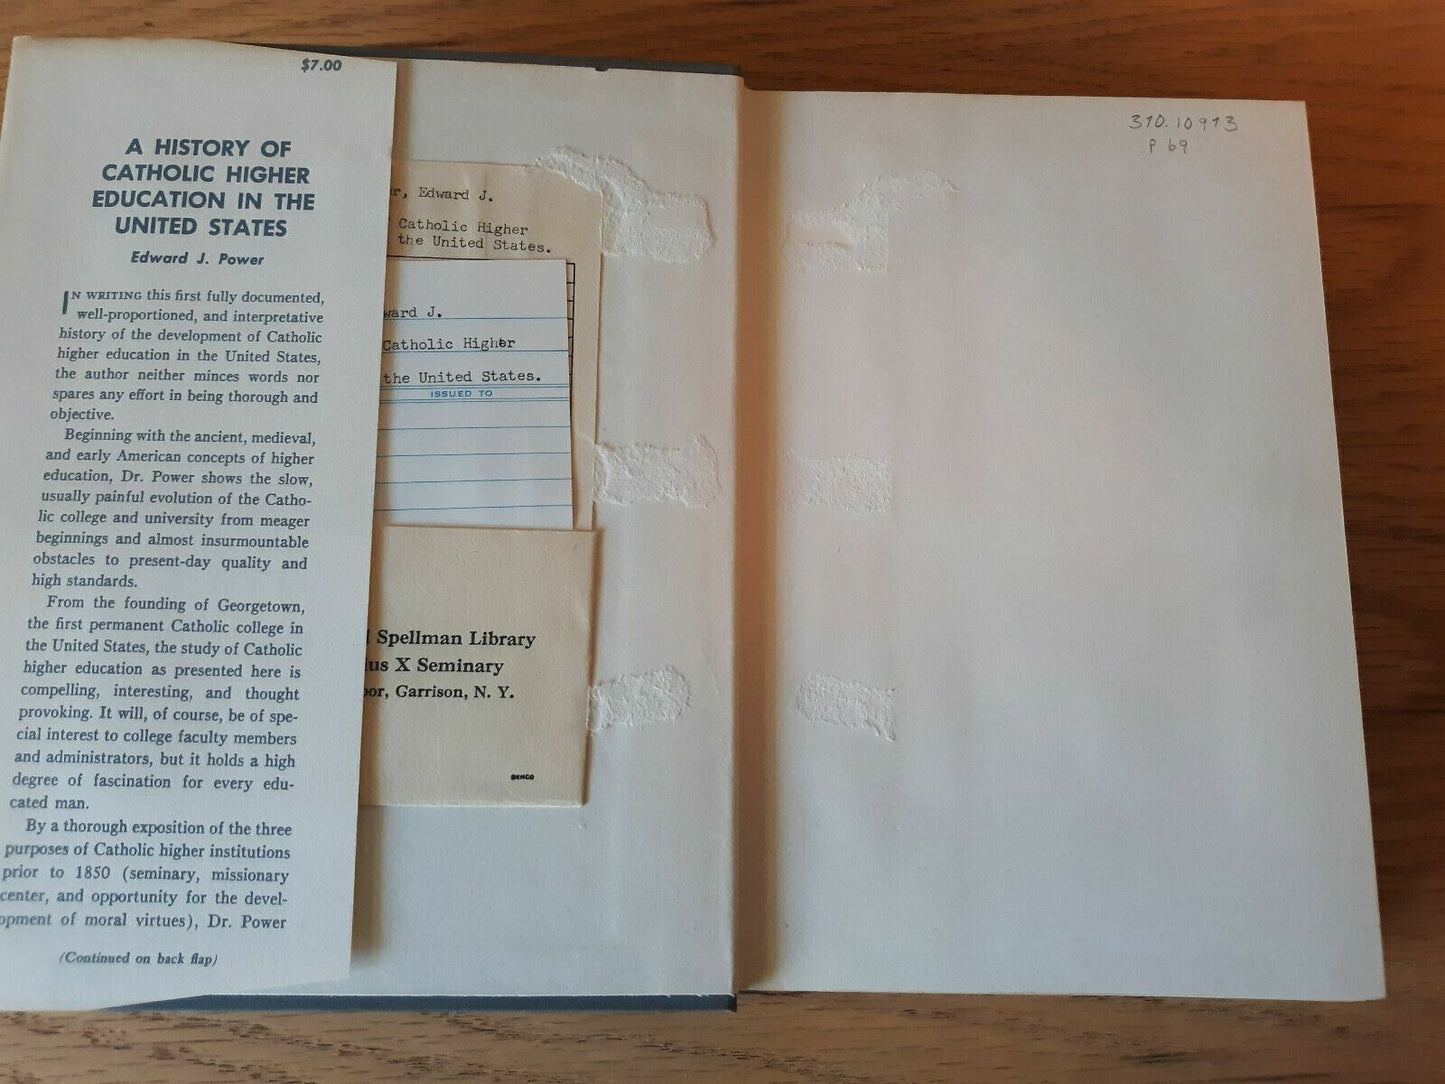 $7.00
A HISTORY OF
CATHOLIC HIGHER
EDUCATION IN THE
UNITED STATES
Edward J. Power
IN WRITING this first fully documented,
well-proportioned, and interpretative
history of the development of Catholic
higher education in the United States,
the author neither minces words nor
spares any effort in being thorough and
objective.
Beginning with the ancient, medieval,
and early American concepts of higher
education, Dr. Power shows the slow,
usually painful evolution of the Catho-
lic college and university from meager
beginnings and almost insurmountable
obstacles to present-day quality and
high standards.
From the founding of Georgetown,
the first permanent Catholic college in
the United States, the study of Catholic
higher education as presented here is
compelling, interesting, and thought
provoking. It will, of course, be of spe-
cial interest to college faculty members
and administrators, but it holds a high
degree of fascination for every edu-
cated man.
By a thorough exposition of the three
purposes of Catholic higher institutions
prior to 1850 (seminary, missionary
center, and opportunity for the devel-
opment of moral virtues), Dr. Power
(Continued on back flap)
r, Edward J.
Catholic Higher
the United States.
ward J.
Catholic Higher
the United States.
ISSUED TO
l Spellman Library
ius X Seminary
oor, Garrison, N. Y.
DEMCO
370.10973
P 69